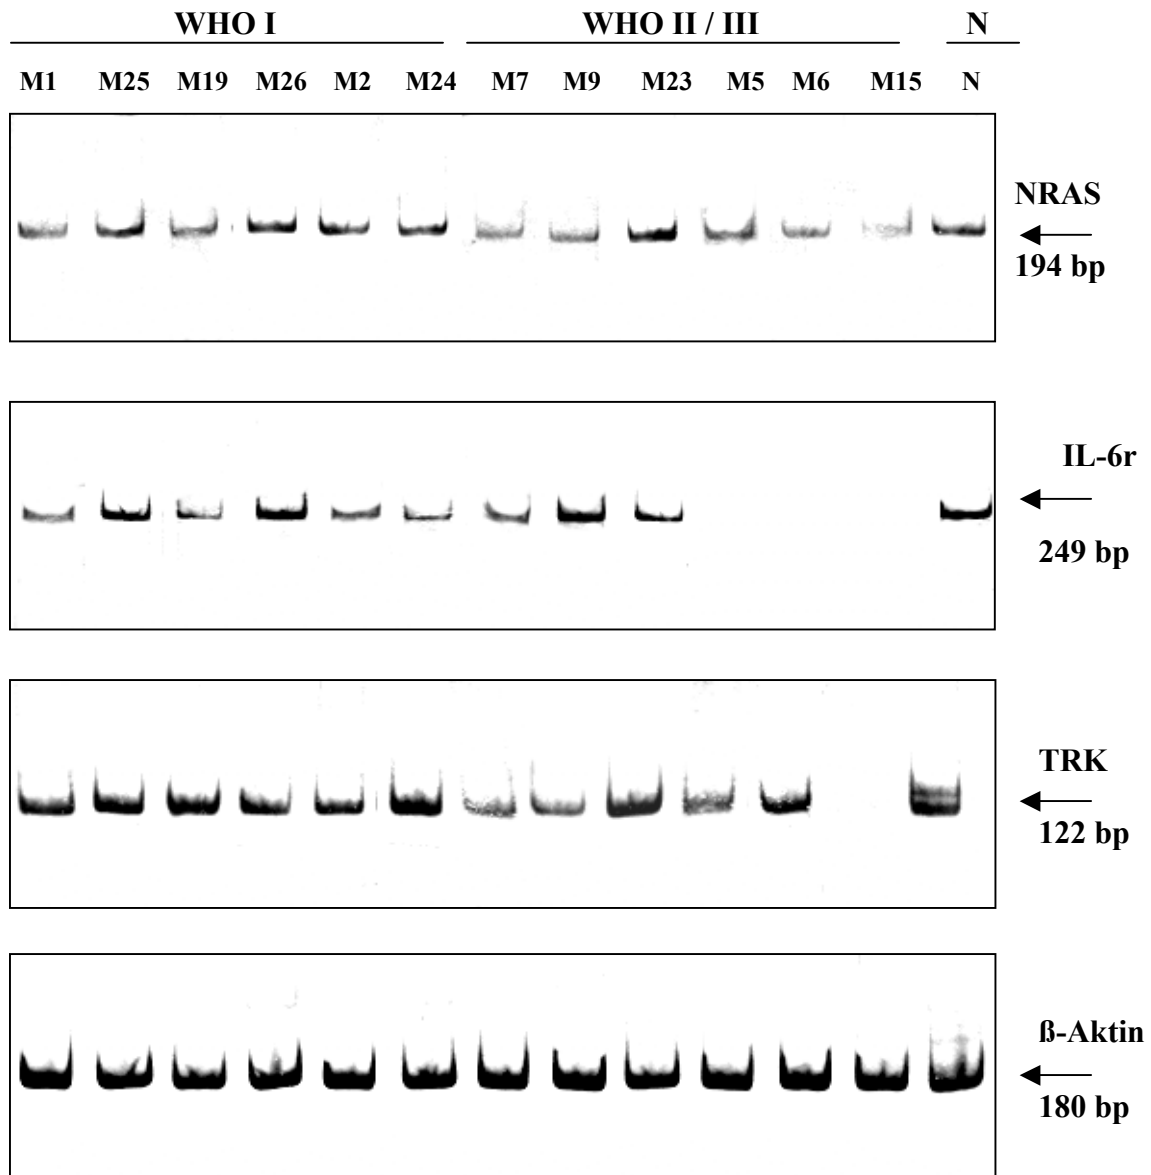 WHO I WHO II / III N
M1 M25 M19 M26 M2 M24 M7 M9 M23 M5 M6 M15 N
NRAS
194 bp
IL-6r
249 bp
TRK
122 bp
ß-Aktin
180 bp